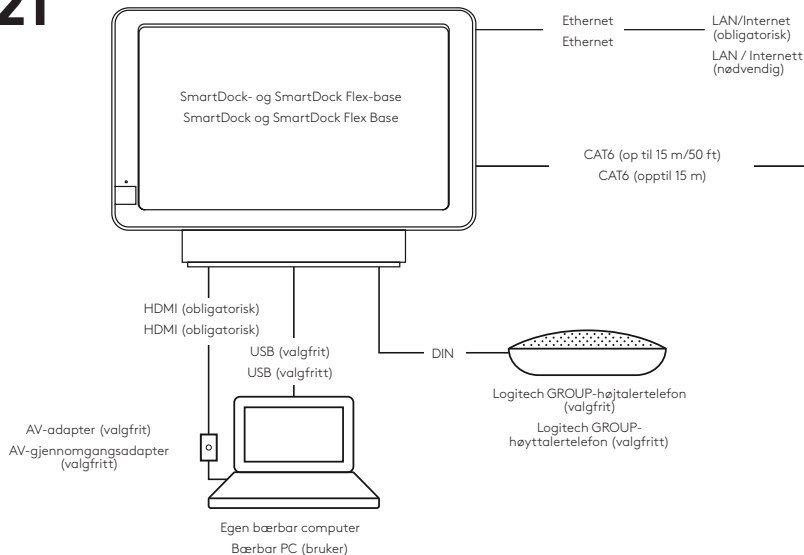 21
Ethernet
Ethernet
LAN/Internet
(obligatorisk)
LAN / Internett
(nødvendig)
SmartDock- og SmartDock Flex-base
SmartDock og SmartDock Flex Base
CAT6 (op til 15 m/50 ft)
CAT6 (opptil 15 m)
HDMI (obligatorisk)
HDMI (obligatorisk)
USB (valgfrit)
USB (valgfritt)
DIN
Logitech GROUP-højtalertelefon
(valgfrit)
Logitech GROUP-
høyttalertelefon (valgfritt)
AV-adapter (valgfrit)
AV-gjennomgangsadapter
(valgfritt)
Egen bærbar computer
Bærbar PC (bruker)